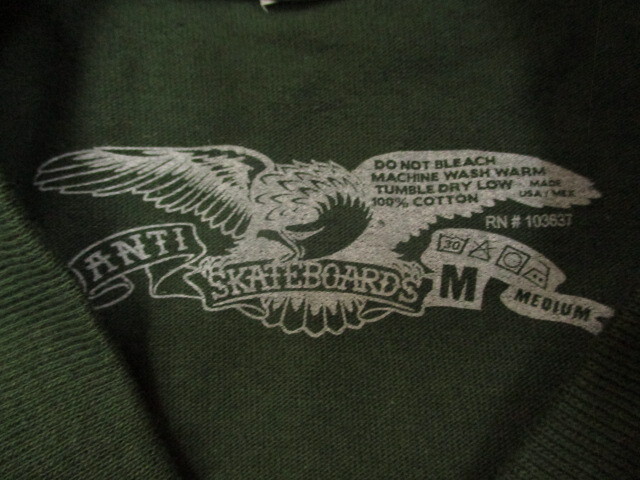 DO NOT BLEACH
MACHINE WASH WARM
TUMBLE DRY LOW
100% COTTON
MADE
USA / MEX
RN # 103637
ANTI
SKATEBOARDS
30
M
MEDIUM